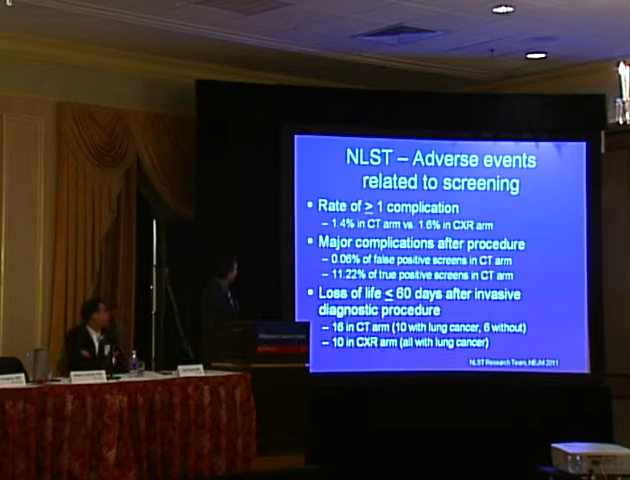 NLST – Adverse events
related to screening
• Rate of ≥ 1 complication
– 1.4% in CT arm vs. 1.6% in CXR arm
• Major complications after procedure
– 0.06% of false positive screens in CT arm
– 11.22% of true positive screens in CT arm
• Loss of life ≤ 60 days after invasive
diagnostic procedure
– 16 in CT arm (10 with lung cancer, 6 without)
– 10 in CXR arm (all with lung cancer)
NLST Research Team, NEJM 2011